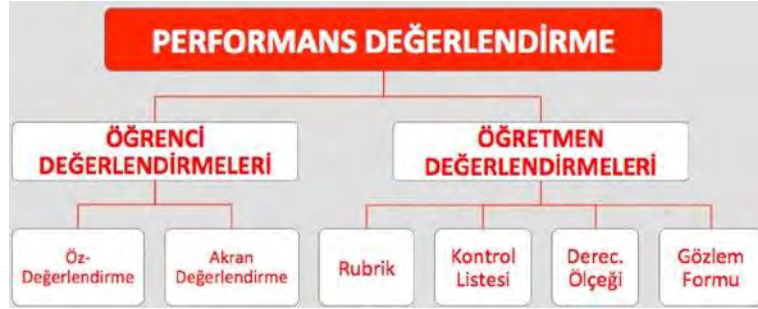 PERFORMANS DEĞERLENDİRME
ÖĞRENCİ
DEĞERLENDİRMELERİ
ÖĞRETMEN
DEĞERLENDİRMELERİ
Öz-
Değerlendirme
Akran
Değerlendirme
Rubrik
Kontrol
Listesi
Derec.
Ölçeği
Gözlem
Formu